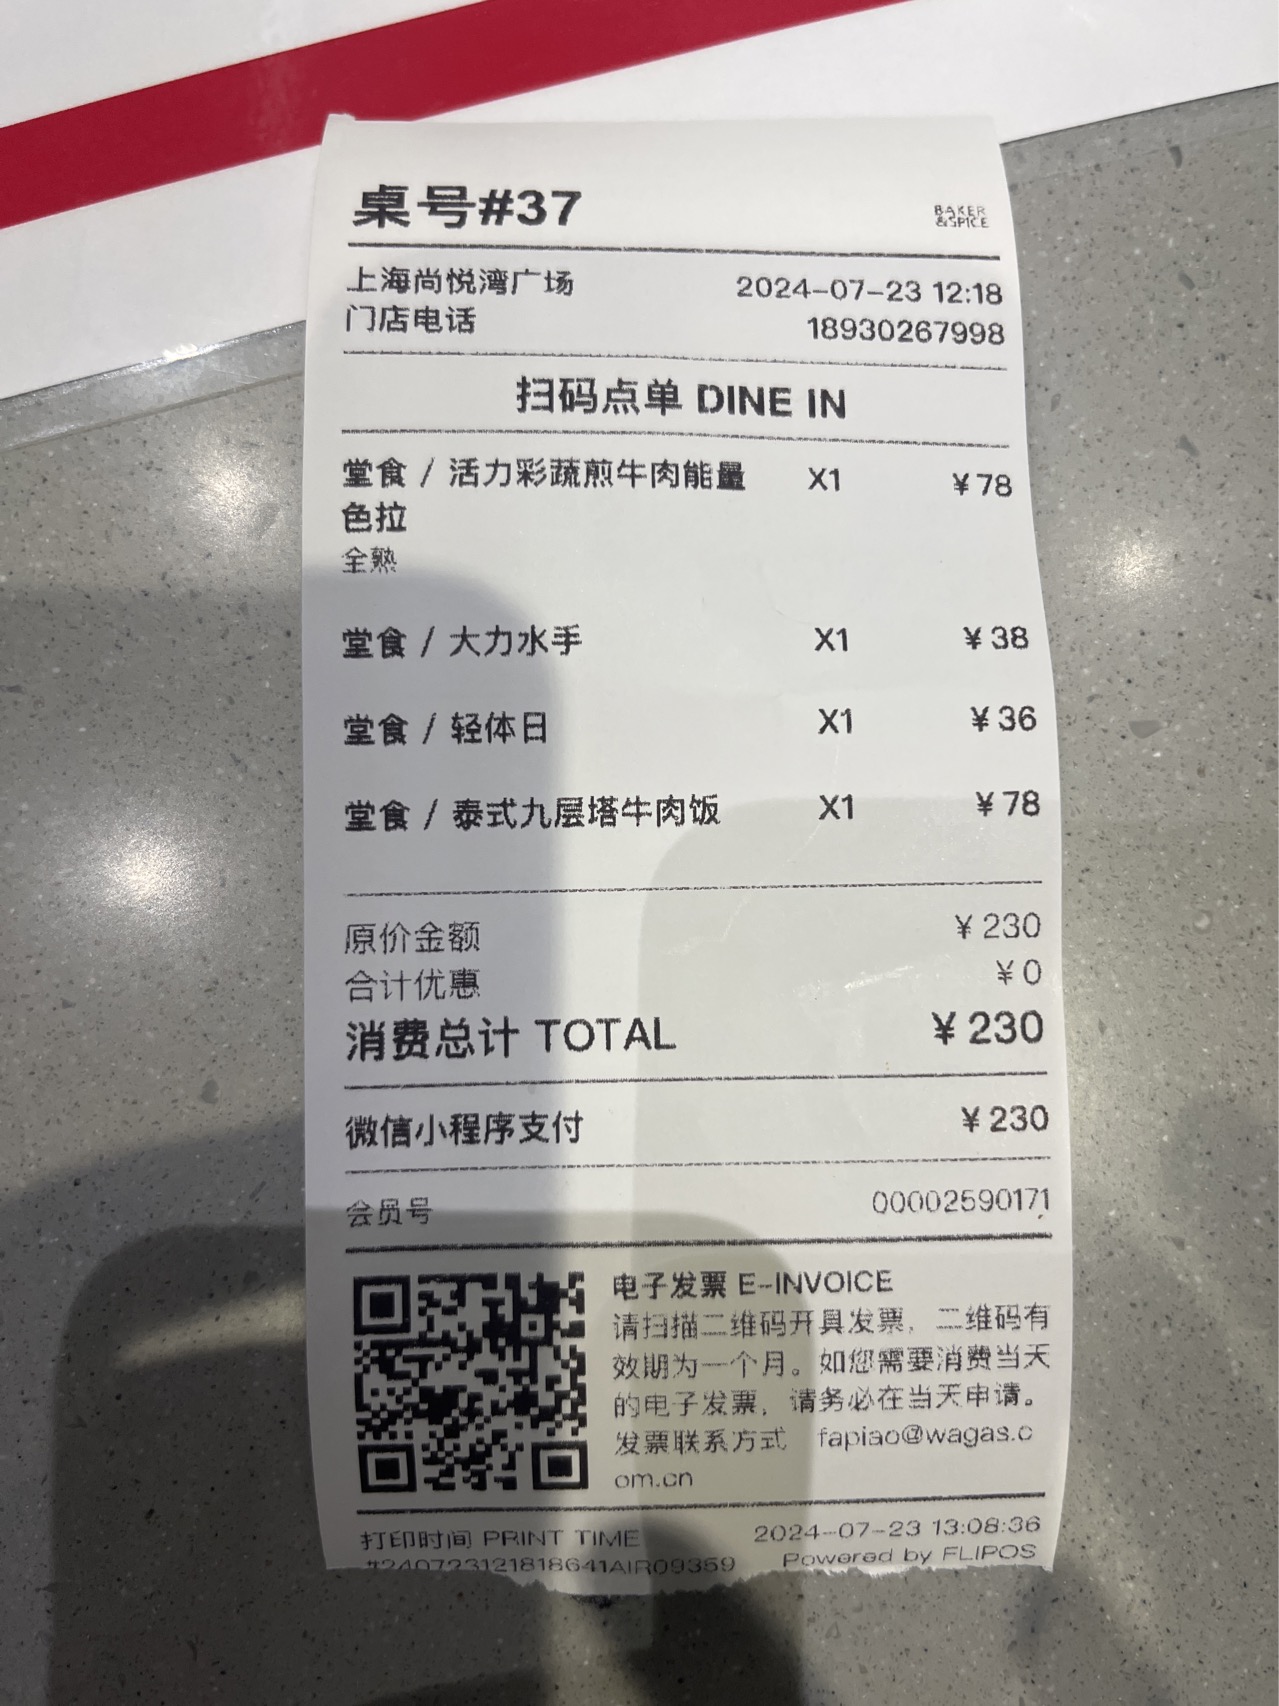 桌号#37
BAKER
&SPICE
上海尚悦湾广场 2024-07-23 12:18
门店电话 18930267998
扫码点单 DINE IN
堂食 / 活力彩蔬煎牛肉能量 X1 ¥78
色拉
全熟
堂食 / 大力水手 X1 ¥38
堂食 / 轻体日 X1 ¥36
堂食 / 泰式九层塔牛肉饭 X1 ¥78
原价金额 ¥230
合计优惠 ¥0
消费总计 TOTAL ¥230
微信小程序支付 ¥230
会员号 00002590171
电子发票 E-INVOICE
请扫描二维码开具发票，二维码有
效期为一个月。如您需要消费当天
的电子发票，请务必在当天申请。
发票联系方式 fapiao@wagas.c
om.cn
打印时间 PRINT TIME 2024-07-23 13:08:36
#240723121818641AIR09359 Powered by FLIPOS